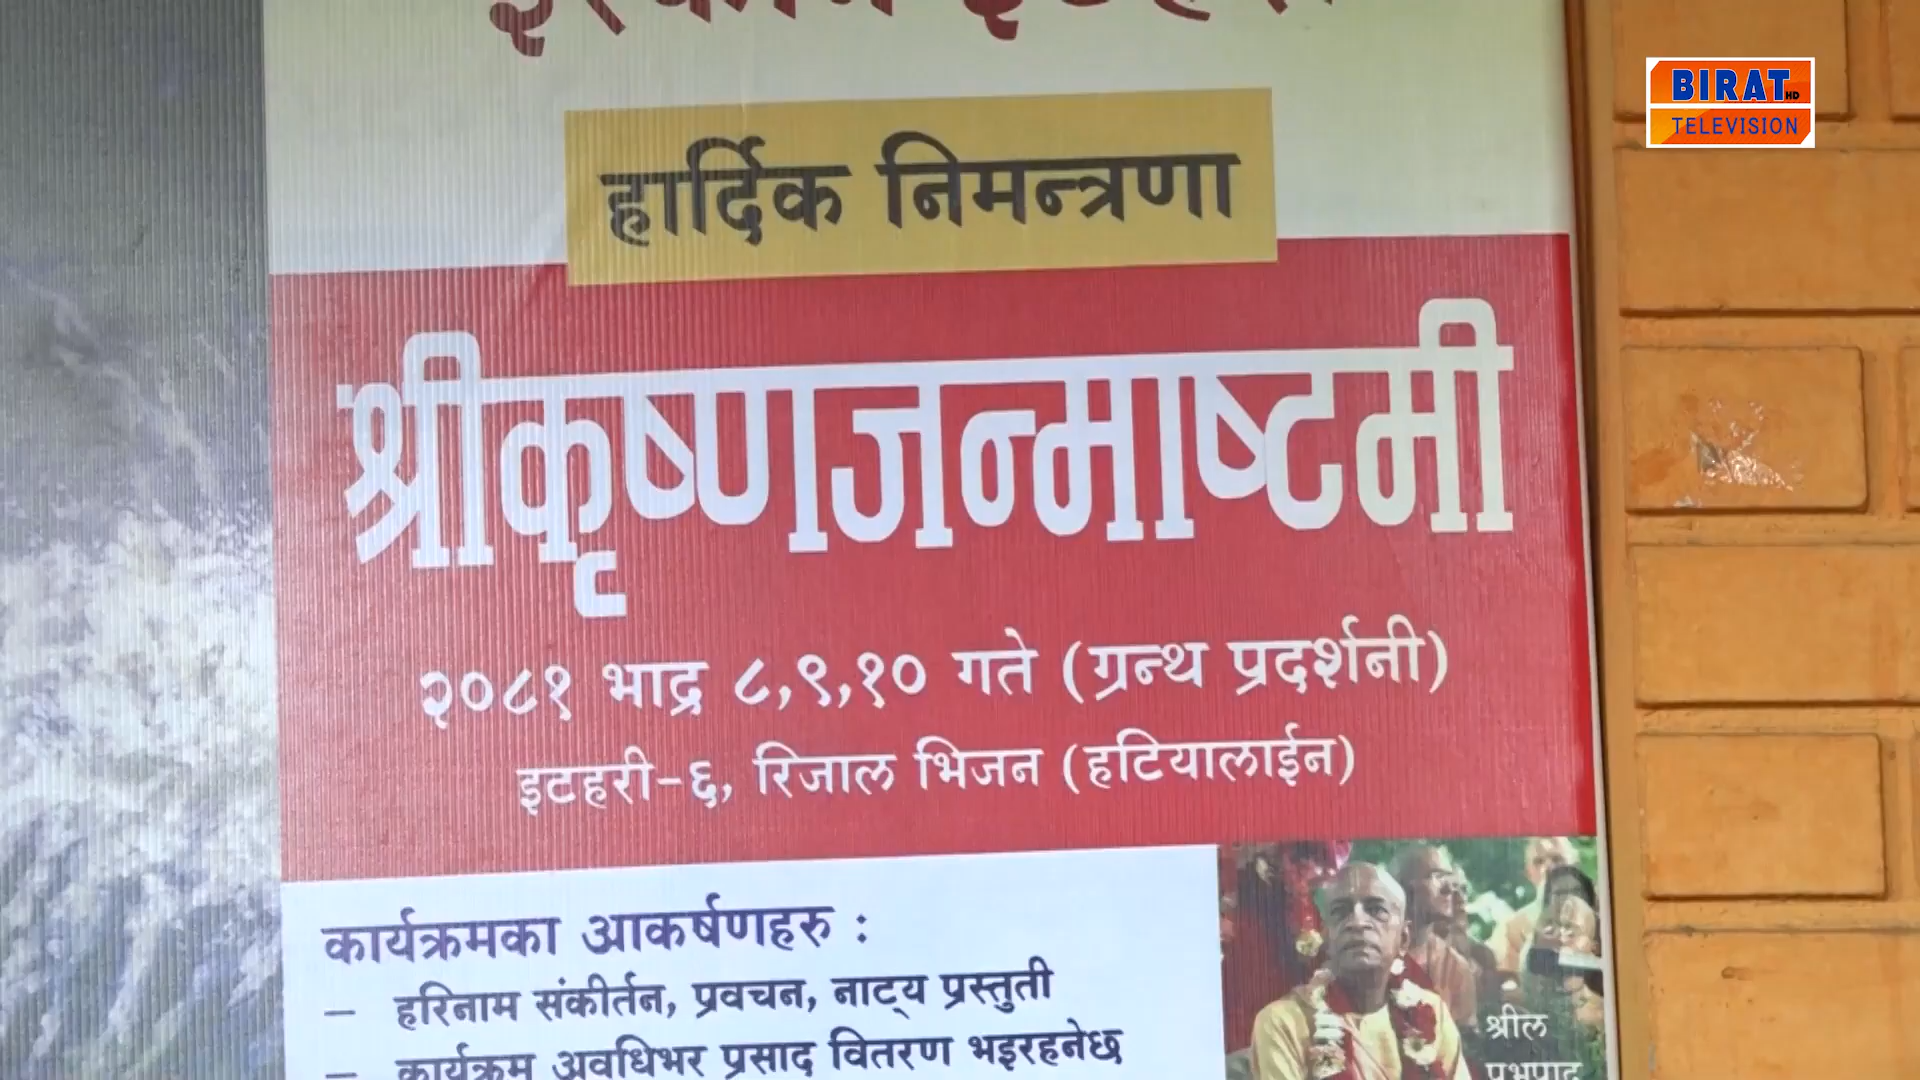 हार्दिक निमन्त्रणा
श्रीकृष्णजन्माष्टमी
२०८१ भाद्र ८,९,१० गते (ग्रन्थ प्रदर्शनी)
इटहरी-६, रिजाल भिजन (हटियालाईन)
कार्यक्रमका आकर्षणहरु :
– हरिनाम संकीर्तन, प्रवचन, नाट्य प्रस्तुती
– कार्यक्रम अवधिभर प्रसाद वितरण भइरहनेछ
श्रील
प्रभुपाद
BIRAT HD
TELEVISION